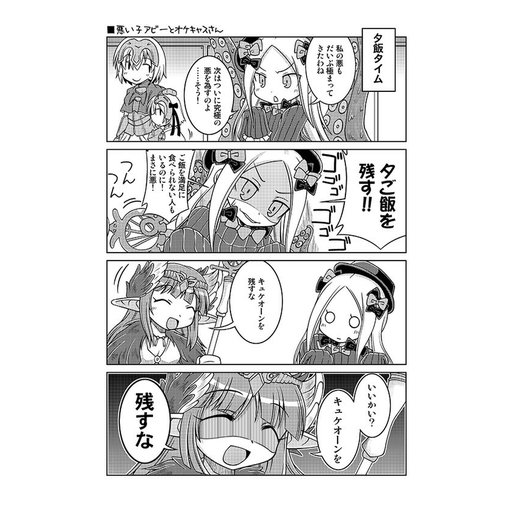 ■悪い子アビーとオケキャスさん
夕飯タイム
私の悪も
だいぶ極まって
きたわね
次はついに究極の
悪を為すのよ
……そう!
夕ご飯を
残す!!
ゴゴゴゴゴ
ご飯を満足に
食べられない人も
いるのに!
まさに悪!
つん
つん
キュケオーンを
残すな
いいかい?
キュケオーンを
残すな